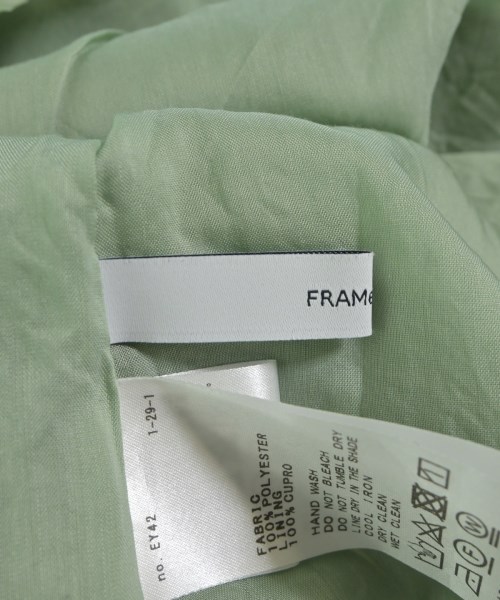 FRAMe
1-29-1
no. EY42
FABRIC
100%POLYESTER
LINING
100%CUPRO
HAND WASH
DO NOT BLEACH
DO NOT TUMBLE DRY
LINE DRY IN THE SHADE
COOL IRON
DRY CLEAN
WET CLEAN